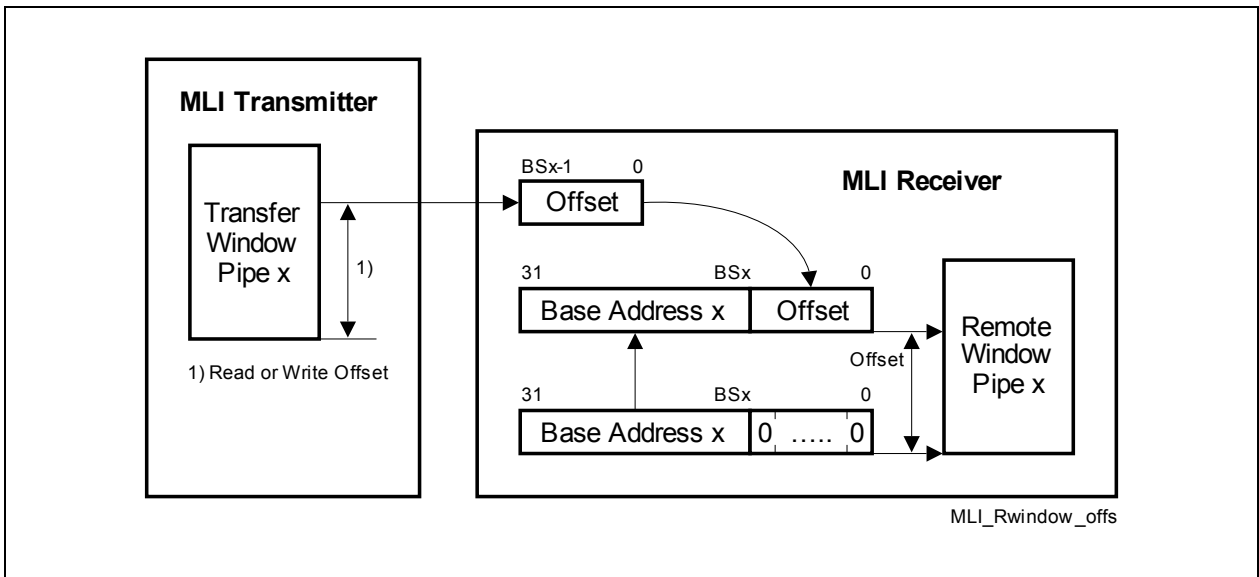 MLI Transmitter
Transfer
Window
Pipe x
1)
1) Read or Write Offset
MLI Receiver
BSx-1 0
Offset
31 BSx 0
Base Address x Offset
Offset
31 BSx 0
Base Address x 0 ..... 0
Remote
Window
Pipe x
MLI_Rwindow_offs